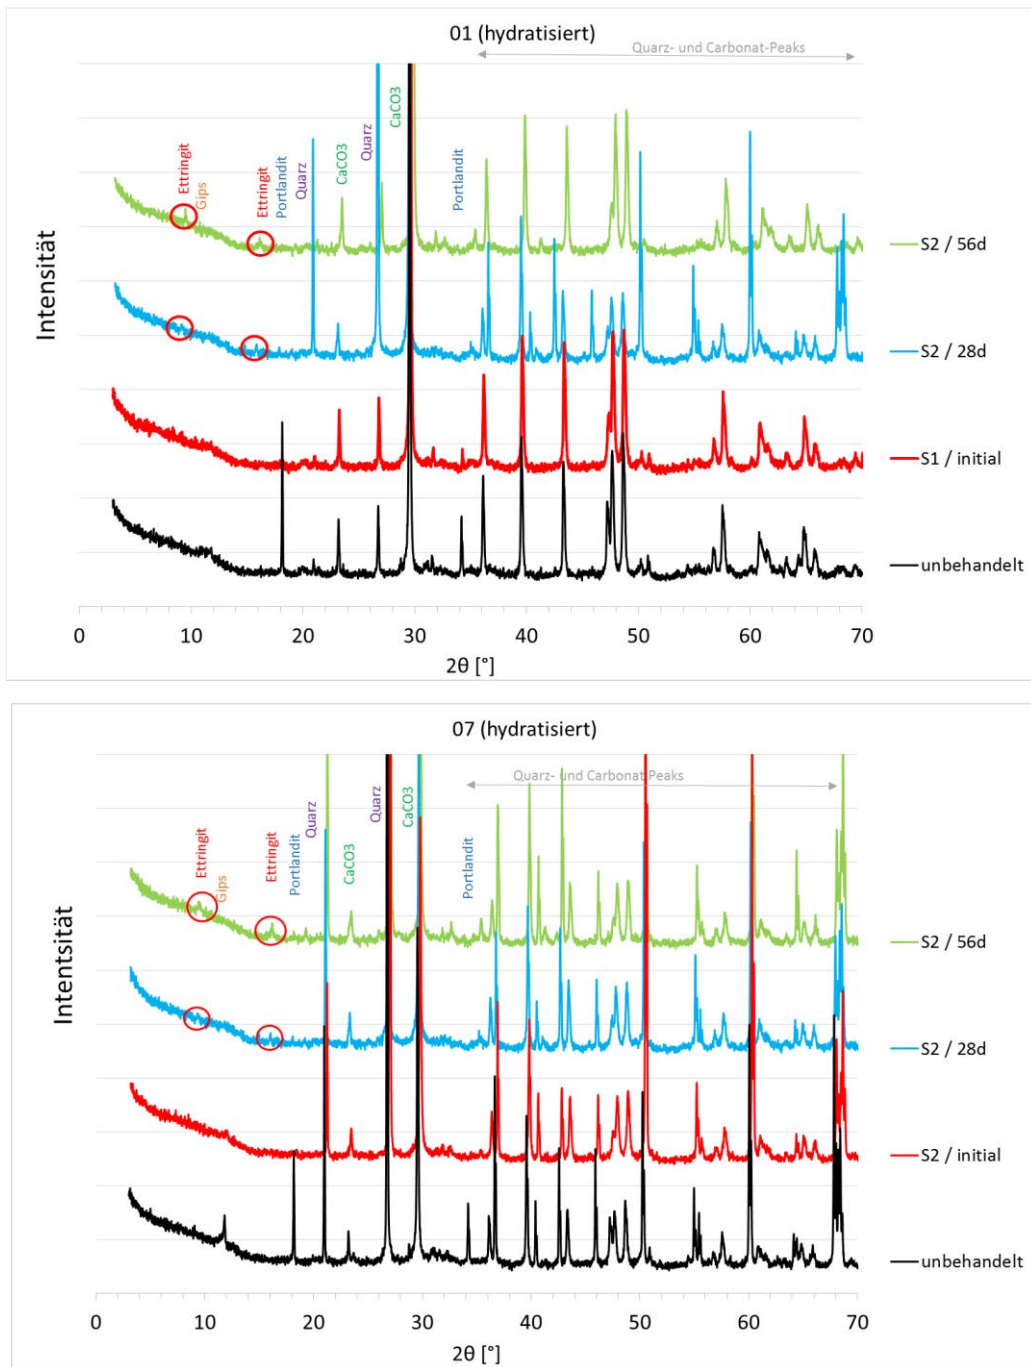 01 (hydratisiert)
Quarz- und Carbonat-Peaks
Ettringit
Gips
Ettringit
Portlandit
Quarz
CaCO3
Quarz
CaCO3
Portlandit
Intensität
S2 / 56d
S2 / 28d
S1 / initial
unbehandelt
0 10 20 30 40 50 60 70
2θ [°]
07 (hydratisiert)
Quarz- und Carbonat Peaks
Ettringit
Gips
Ettringit
Portlandit
Quarz
CaCO3
Quarz
CaCO3
Portlandit
Intentsität
S2 / 56d
S2 / 28d
S2 / initial
unbehandelt
0 10 20 30 40 50 60 70
2θ [°]